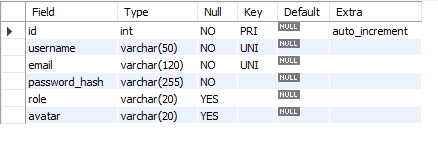 Field Type Null Key Default Extra
id int NO PRI NULL auto_increment
username varchar(50) NO UNI NULL
email varchar(120) NO UNI NULL
password_hash varchar(255) NO NULL
role varchar(20) YES NULL
avatar varchar(20) YES NULL